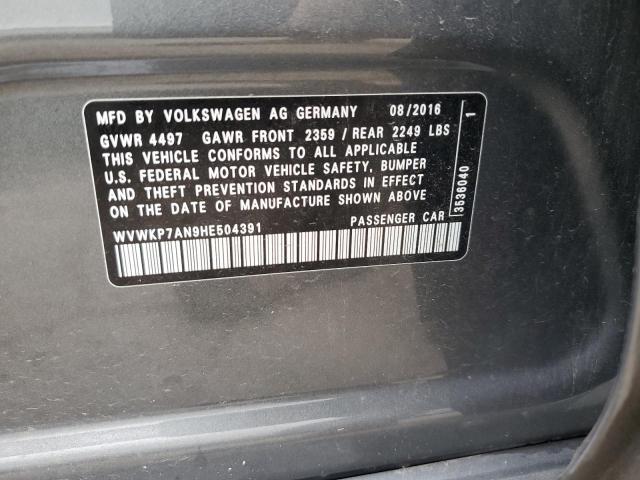 MFD BY VOLKSWAGEN AG GERMANY 08/2016
GVWR 4497 GAWR FRONT 2359 / REAR 2249 LBS
THIS VEHICLE CONFORMS TO ALL APPLICABLE
U.S. FEDERAL MOTOR VEHICLE SAFETY, BUMPER
AND THEFT PREVENTION STANDARDS IN EFFECT
ON THE DATE OF MANUFACTURE SHOWN ABOVE
WVWKP7AN9HE504391 PASSENGER CAR
3536040 1